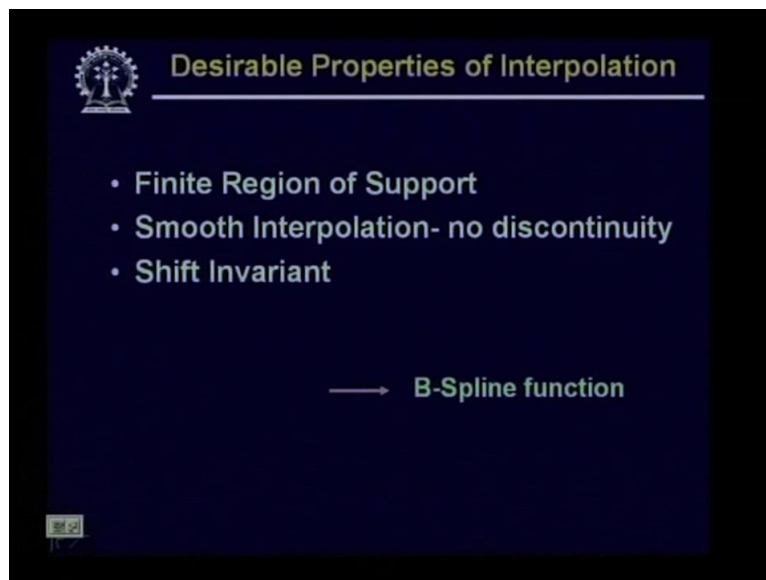 Desirable Properties of Interpolation
• Finite Region of Support
• Smooth Interpolation- no discontinuity
• Shift Invariant
B-Spline function